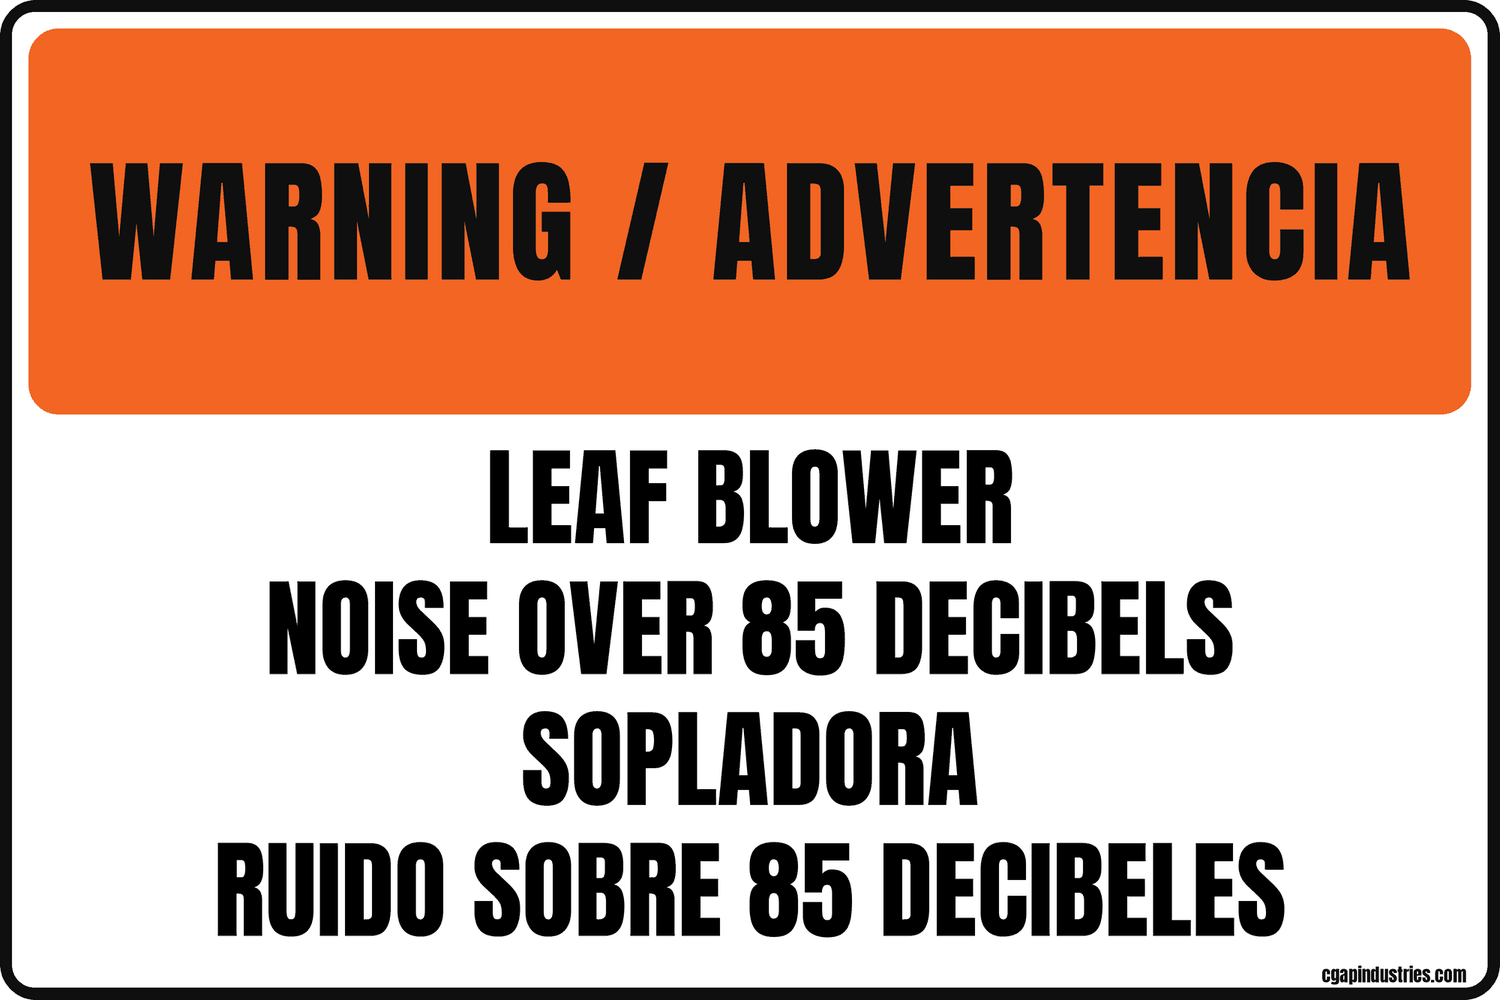 WARNING / ADVERTENCIA
LEAF BLOWER
NOISE OVER 85 DECIBELS
SOPLADORA
RUIDO SOBRE 85 DECIBELES
cgapindustries.com